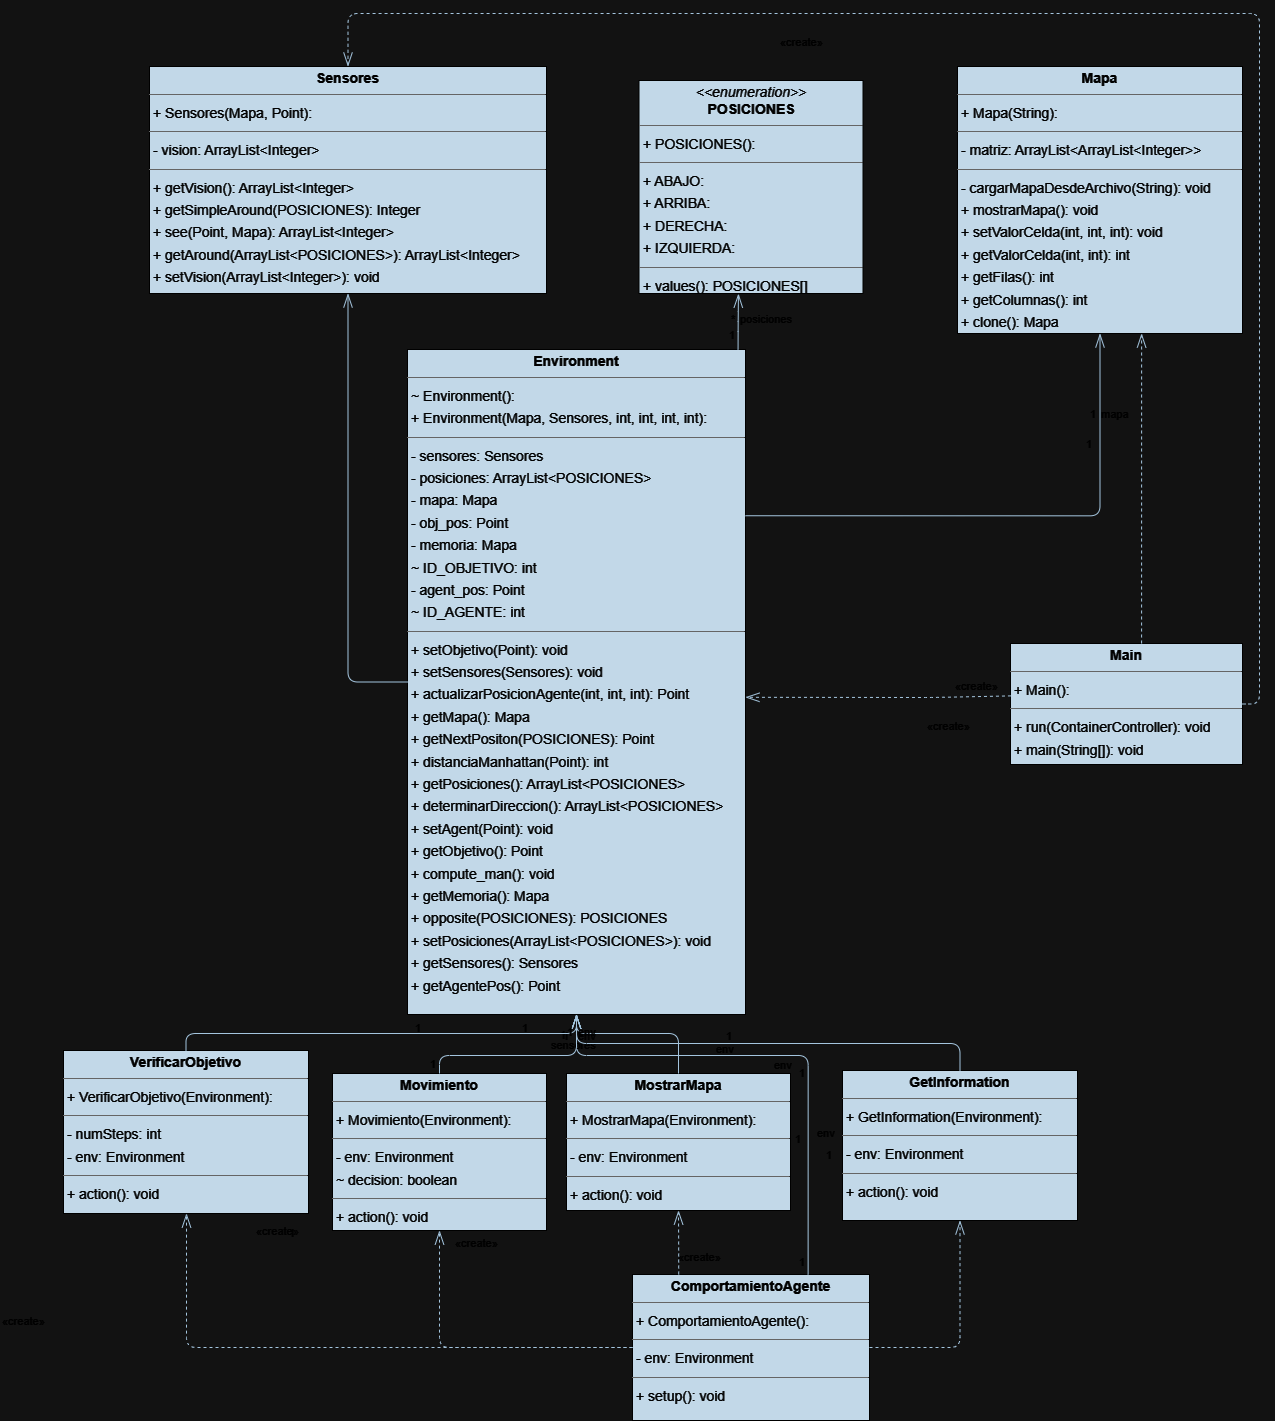 «create»
Sensores
+ Sensores(Mapa, Point):
- vision: ArrayList<Integer>
+ getVision(): ArrayList<Integer>
+ getSimpleAround(POSICIONES): Integer
+ see(Point, Mapa): ArrayList<Integer>
+ getAround(ArrayList<POSICIONES>): ArrayList<Integer>
+ setVision(ArrayList<Integer>): void
<<enumeration>>
POSICIONES
+ POSICIONES():
+ ABAJO:
+ ARRIBA:
+ DERECHA:
+ IZQUIERDA:
+ values(): POSICIONES[]
Mapa
+ Mapa(String):
- matriz: ArrayList<ArrayList<Integer>>
- cargarMapaDesdeArchivo(String): void
+ mostrarMapa(): void
+ setValorCelda(int, int, int): void
+ getValorCelda(int, int): int
+ getFilas(): int
+ getColumnas(): int
+ clone(): Mapa
* posiciones
1
Environment
~ Environment():
+ Environment(Mapa, Sensores, int, int, int, int):
- sensores: Sensores
- posiciones: ArrayList<POSICIONES>
- mapa: Mapa
- obj_pos: Point
- memoria: Mapa
~ ID_OBJETIVO: int
- agent_pos: Point
~ ID_AGENTE: int
+ setObjetivo(Point): void
+ setSensores(Sensores): void
+ actualizarPosicionAgente(int, int, int): Point
+ getMapa(): Mapa
+ getNextPositon(POSICIONES): Point
+ distanciaManhattan(Point): int
+ getPosiciones(): ArrayList<POSICIONES>
+ determinarDireccion(): ArrayList<POSICIONES>
+ setAgent(Point): void
+ getObjetivo(): Point
+ compute_man(): void
+ getMemoria(): Mapa
+ opposite(POSICIONES): POSICIONES
+ setPosiciones(ArrayList<POSICIONES>): void
+ getSensores(): Sensores
+ getAgentePos(): Point
1 mapa
1
Main
+ Main():
+ run(ContainerController): void
+ main(String[]): void
«create»
«create»
1
1
1
env
env
1
1
VerificarObjetivo
+ VerificarObjetivo(Environment):
- numSteps: int
- env: Environment
+ action(): void
Movimiento
+ Movimiento(Environment):
- env: Environment
~ decision: boolean
+ action(): void
MostrarMapa
+ MostrarMapa(Environment):
- env: Environment
+ action(): void
1
env
1
GetInformation
+ GetInformation(Environment):
- env: Environment
+ action(): void
«create»
«create»
«create»
1
«create»
ComportamientoAgente
+ ComportamientoAgente():
- env: Environment
+ setup(): void